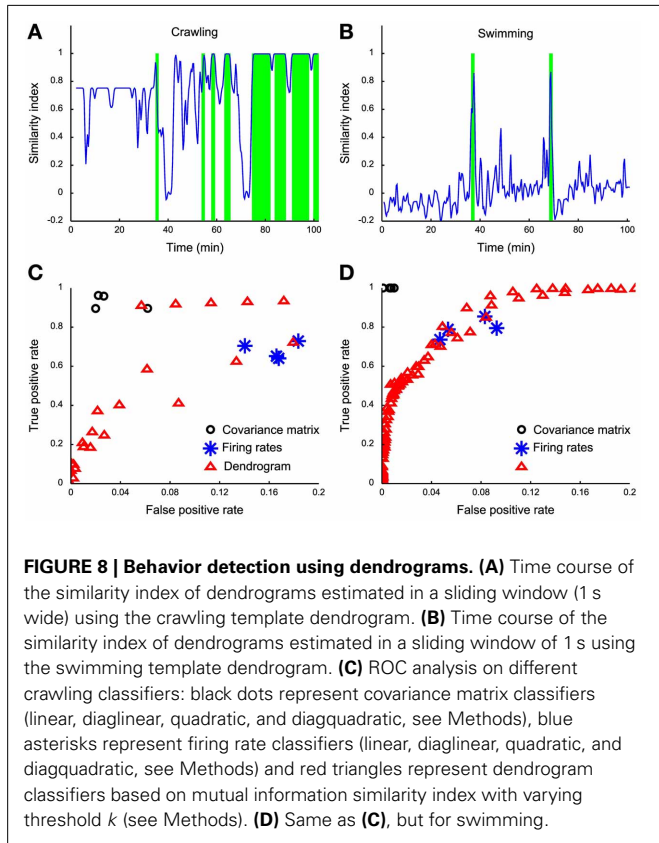 A
Crawling
Similarity index
1
0.8
0.6
0.4
0.2
0
-0.2
0
20
40
60
80
100
Time (min)
B
Swimming
Similarity index
1
0.8
0.6
0.4
0.2
0
-0.2
0
20
40
60
80
100
Time (min)
C
True positive rate
1
0.8
0.6
0.4
0.2
0
0
0.04
0.08
0.12
0.16
0.2
False positive rate
Covariance matrix
Firing rates
Dendrogram
D
True positive rate
1
0.8
0.6
0.4
0.2
0
0
0.04
0.08
0.12
0.16
0.2
False positive rate
Covariance matrix
Firing rates
Dendrogram
FIGURE 8 | Behavior detection using dendrograms. (A) Time course of
the similarity index of dendrograms estimated in a sliding window (1 s
wide) using the crawling template dendrogram. (B) Time course of the
similarity index of dendrograms estimated in a sliding window of 1 s using
the swimming template dendrogram. (C) ROC analysis on different
crawling classifiers: black dots represent covariance matrix classifiers
(linear, diaglinear, quadratic, and diagquadratic, see Methods), blue
asterisks represent firing rate classifiers (linear, diaglinear, quadratic, and
diagquadratic, see Methods) and red triangles represent dendrogram
classifiers based on mutual information similarity index with varying
threshold k (see Methods). (D) Same as (C), but for swimming.